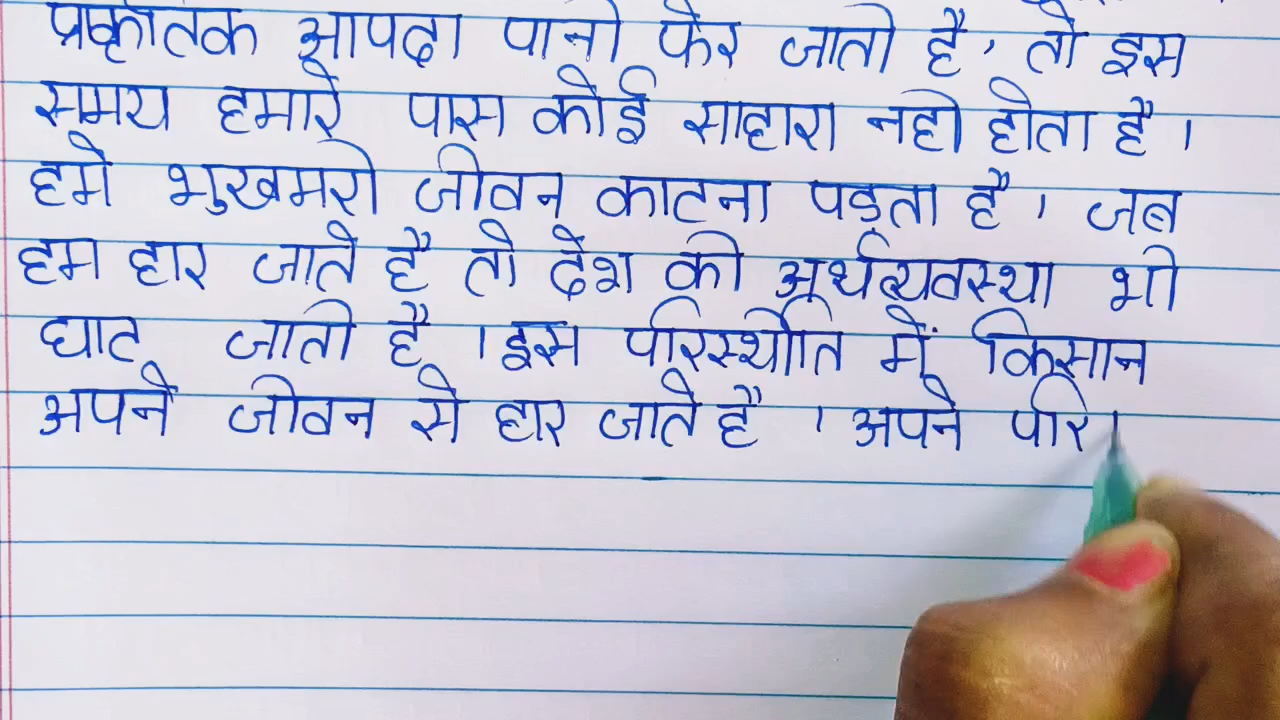 प्रकृतिक आपदा पानी फेर जाती है, तो इस
समय हमारे पास कोई साहारा नही होता है।
हमे भुखमरी जीवन काटना पड़ता है। जब
हम हार जाते है तो देश की अर्थव्यवस्था भी
घाट जाती है ।इस परिस्थीति में किसान
अपने जीवन से हार जाते है । अपने परि